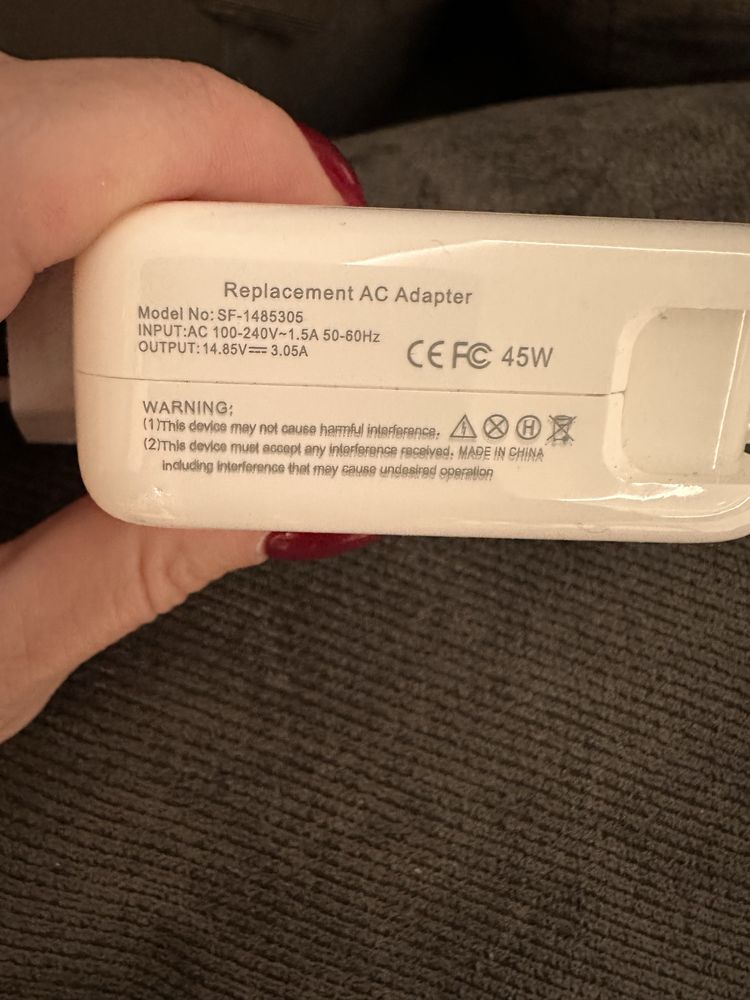 Replacement AC Adapter
Model No: SF-1485305
INPUT:AC 100-240V~1.5A 50-60Hz
OUTPUT: 14.85V⎓ 3.05A
CE FC 45W
WARNING;
(1)This device may not cause harmful interference.
(2)This device must accept any interference received. MADE IN CHINA
including interference that may cause undesired operation